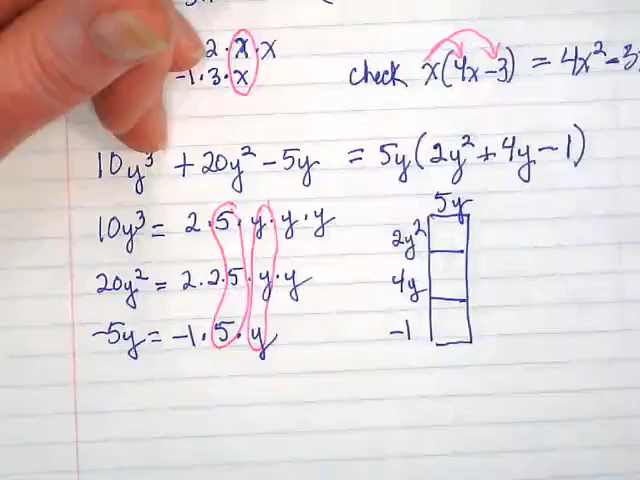 2·x·x
-1·3·x
check x(4x-3) = 4x²-3
10y³ + 20y² - 5y = 5y(2y² + 4y - 1)
5y
10y³ = 2·5·y·y·y
2y²
20y² = 2·2·5·y·y
4y
-5y = -1·5·y
-1